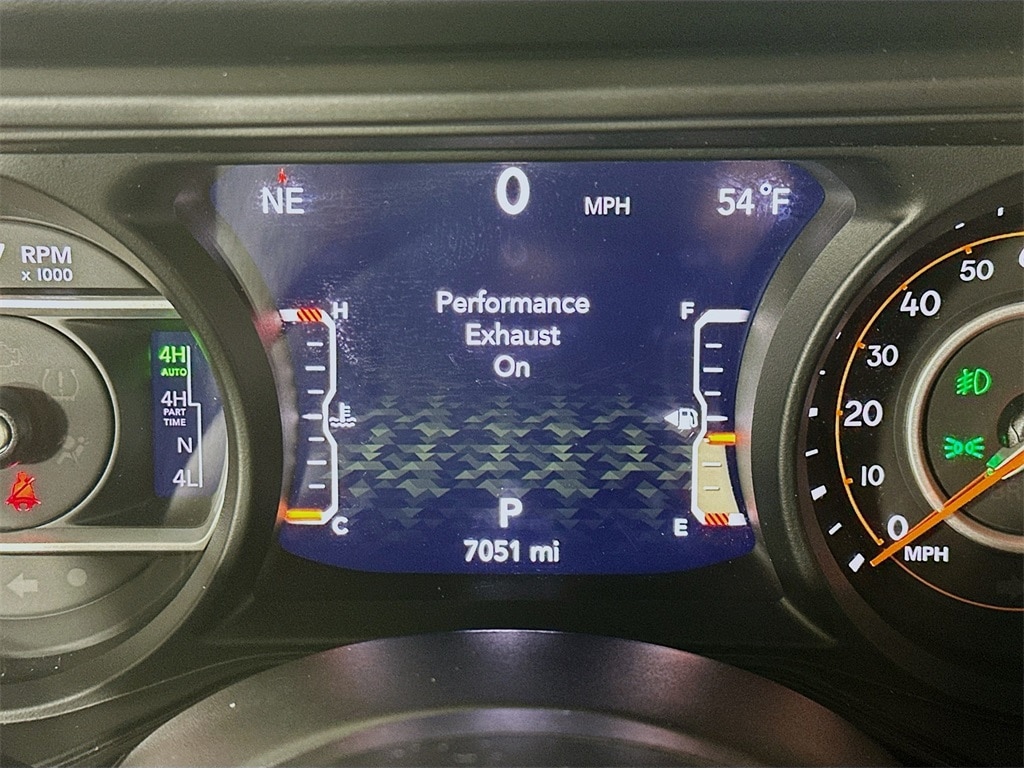 NE 0 MPH 54°F
RPM
x 1000
4H
AUTO
4H
PART
TIME
N
4L
H
C
Performance
Exhaust
On
F
E
P
7051 mi
50
40
30
20
10
0
MPH